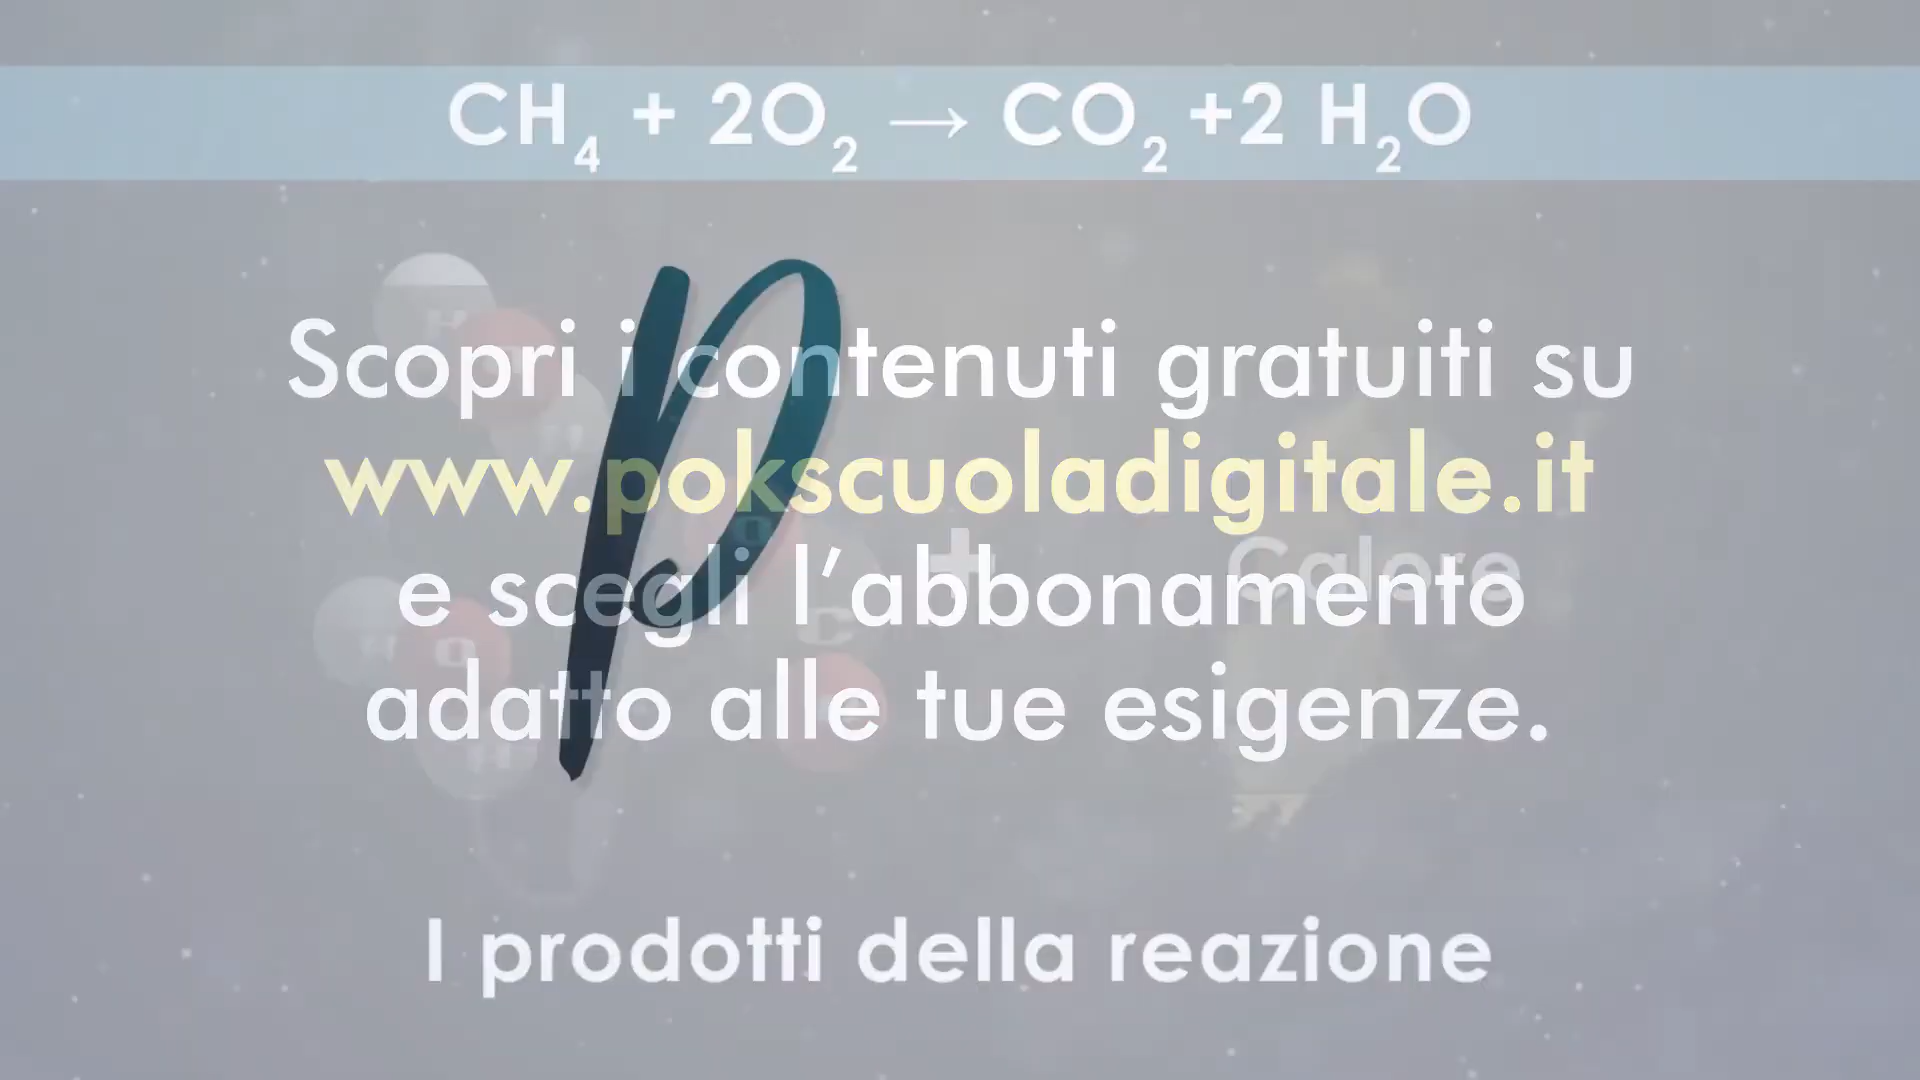 CH4 + 2O2 → CO2 +2 H2O
Scopri i contenuti gratuiti su
www.pokscuoladigitale.it
e scegli l’abbonamento
adatto alle tue esigenze.
p
+
Calore
H
O
H
H
O
H
O
C
I prodotti della reazione